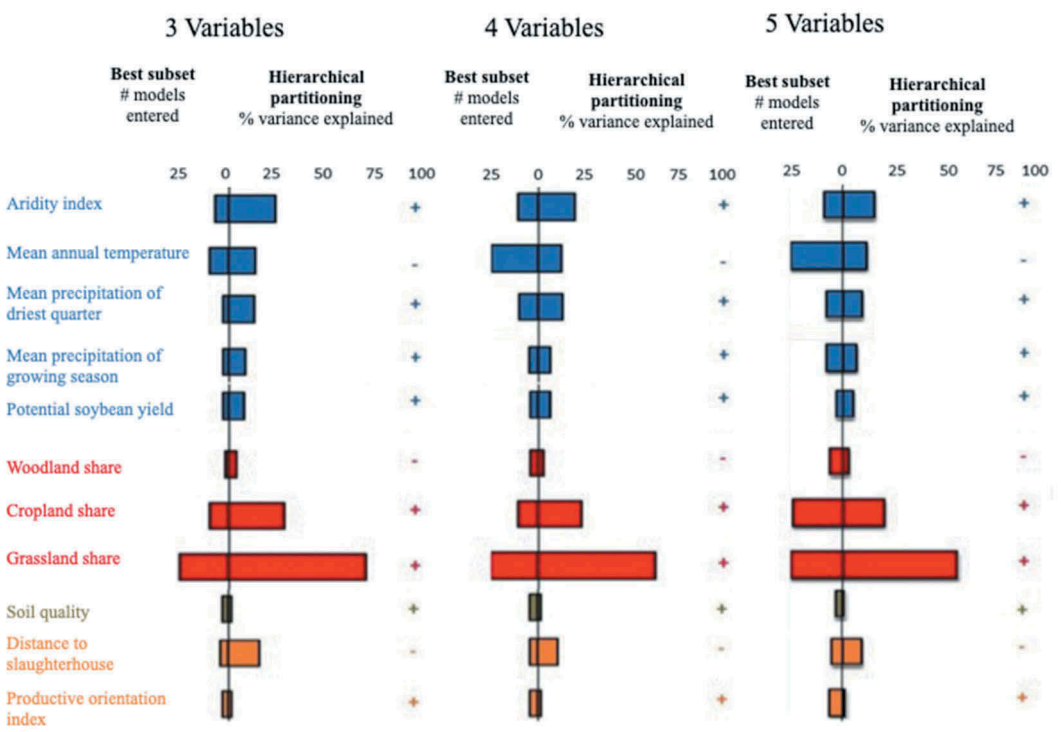 3 Variables
4 Variables
5 Variables
Best subset
# models
entered
Hierarchical
partitioning
% variance explained
Best subset
# models
entered
Hierarchical
partitioning
% variance explained
Best subset
# models
entered
Hierarchical
partitioning
% variance explained
25 0 25 50 75 100
25 0 25 50 75 100
25 0 25 50 75 100
Aridity index
+ + +
Mean annual temperature
- - -
Mean precipitation of
driest quarter
+ + +
Mean precipitation of
growing season
+ + +
Potential soybean yield
+ + +
Woodland share
- - -
Cropland share
+ + +
Grassland share
+ + +
Soil quality
+ + +
Distance to
slaughterhouse
- - -
Productive orientation
index
+ + +